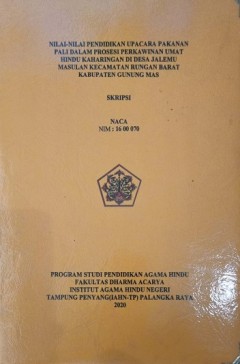 NILAI-NILAI PENDIDIKAN UPACARA PAKANAN
PALI DALAM PROSESI PERKAWINAN UMAT
HINDU KAHARINGAN DI DESA JALEMU
MASULAN KECAMATAN RUNGAN BARAT
KABUPATEN GUNUNG MAS
SKRIPSI
NACA
NIM : 16 00 070
PROGRAM STUDI PENDIDIKAN AGAMA HINDU
FAKULTAS DHARMA ACARYA
INSTITUT AGAMA HINDU NEGERI
TAMPUNG PENYANG(IAHN-TP) PALANGKA RAYA
2020